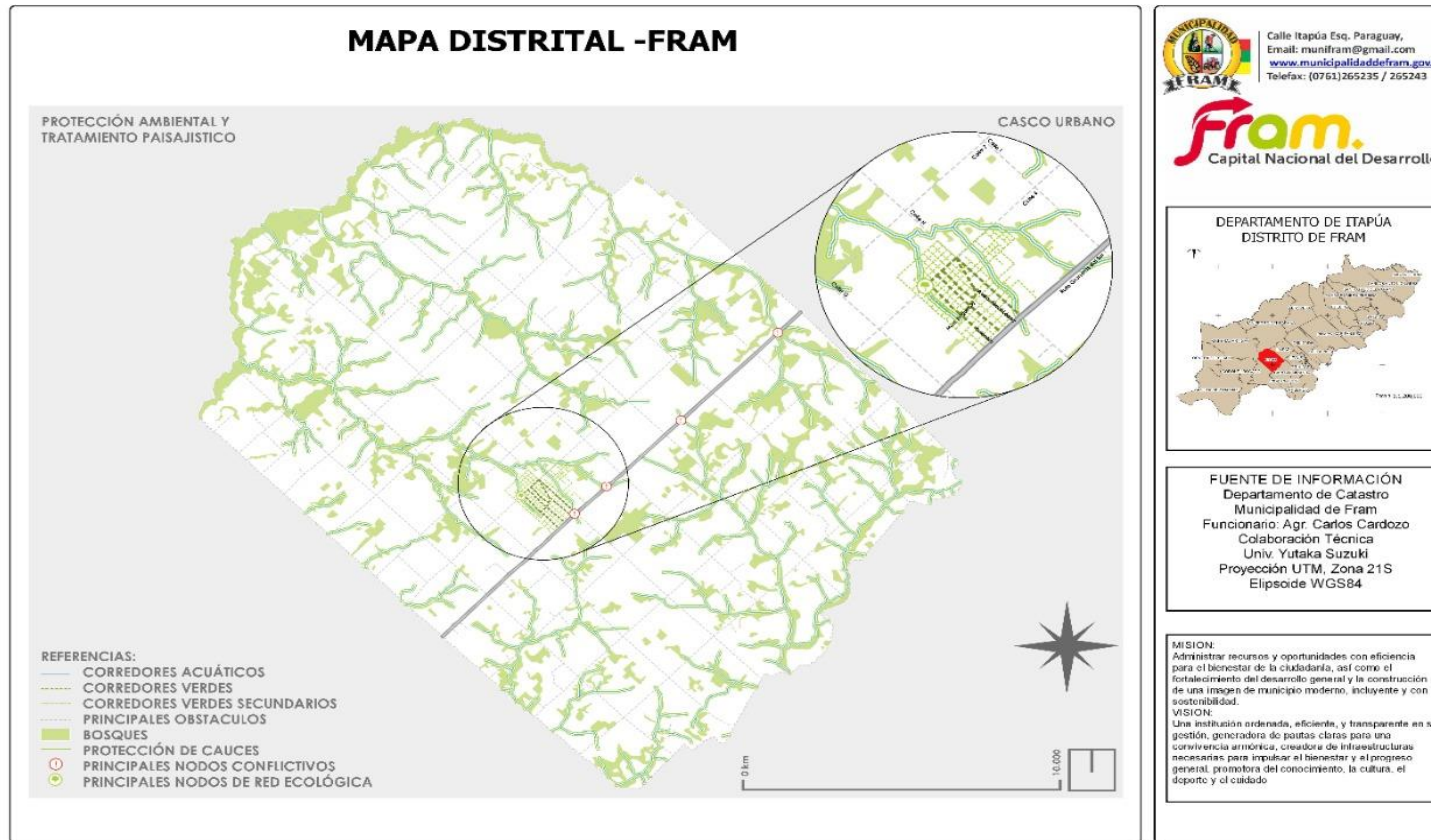 MAPA DISTRITAL -FRAM
PROTECCIÓN AMBIENTAL Y
TRATAMIENTO PAISAJISTICO
CASCO URBANO
Calle 7
Calle 1
REFERENCIAS:
CORREDORES ACUÁTICOS
CORREDORES VERDES
CORREDORES VERDES SECUNDARIOS
PRINCIPALES OBSTACULOS
BOSQUES
PROTECCIÓN DE CAUCES
PRINCIPALES NODOS CONFLICTIVOS
PRINCIPALES NODOS DE RED ECOLÓGICA
0 km
10.000
MUNICIPALIDAD
FRAM
Calle Itapúa Esq. Paraguay,
Email: munifram@gmail.com
www.municipalidaddefram.gov.
Telefax: (0761)265235 / 265243
Fram.
Capital Nacional del Desarrollo
DEPARTAMENTO DE ITAPÚA
DISTRITO DE FRAM
FUENTE DE INFORMACIÓN
Departamento de Catastro
Municipalidad de Fram
Funcionario: Agr. Carlos Cardozo
Colaboración Técnica
Univ. Yutaka Suzuki
Proyección UTM, Zona 21S
Elipsoide WGS84
MISION:
Administrar recursos y oportunidades con eficiencia
para el bienestar de la ciudadanía, así como el
fortalecimiento del desarrollo general y la construcción
de una imagen de municipio moderno, incluyente y con
sostenibilidad.
VISION:
Una institución ordenada, eficiente, y transparente en s
gestión, generadora de pautas claras para una
convivencia armónica, creadora de infraestructuras
necesarias para impulsar el bienestar y el progreso
general, promotora del conocimiento, la cultura, el
deporte y el cuidado